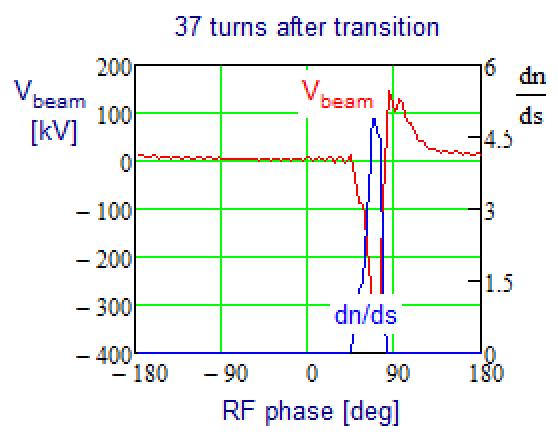 37 turns after transition
V_beam
[kV]
200
100
0
− 100
− 200
− 300
− 400
V_beam
dn/ds
6
4.5
3
1.5
0
dn
ds
− 180
− 90
0
90
180
RF phase [deg]